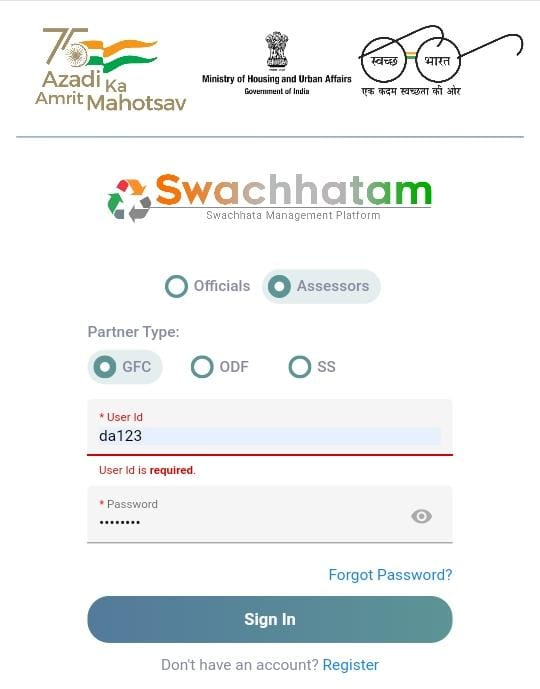 75
Azadi Ka
Amrit Mahotsav
Ministry of Housing and Urban Affairs
Government of India
स्वच्छ भारत
एक कदम स्वच्छता की ओर
Swachhatam
Swachhata Management Platform
Officials Assessors
Partner Type:
GFC ODF SS
* User Id
da123
User Id is required.
* Password
••••••••
Forgot Password?
Sign In
Don't have an account? Register